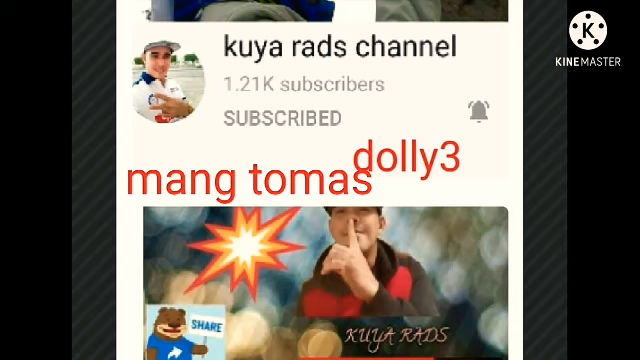 kuya rads channel
1.21K subscribers
SUBSCRIBED
dolly3
mang tomas
SHARE
KUYA RADS
K
KINEMASTER